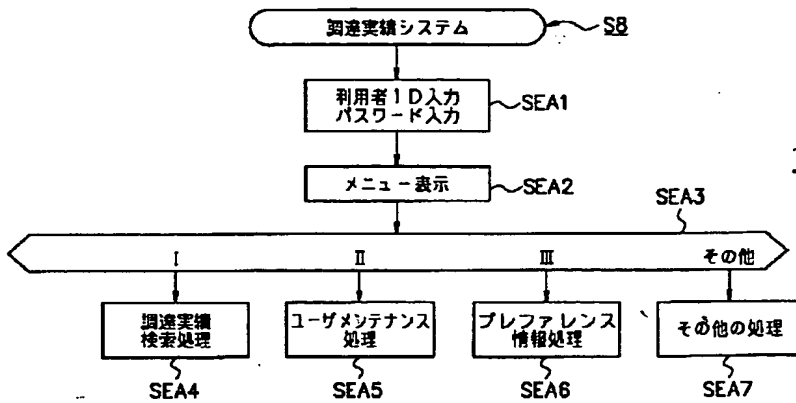 調達実績システム
S8
利用者ID入力
パスワード入力
SEA1
メニュー表示
SEA2
SEA3
I
II
III
その他
調達実績
検索処理
ユーザメンテナンス
処理
プレファレンス
情報処理
その他の処理
SEA4
SEA5
SEA6
SEA7